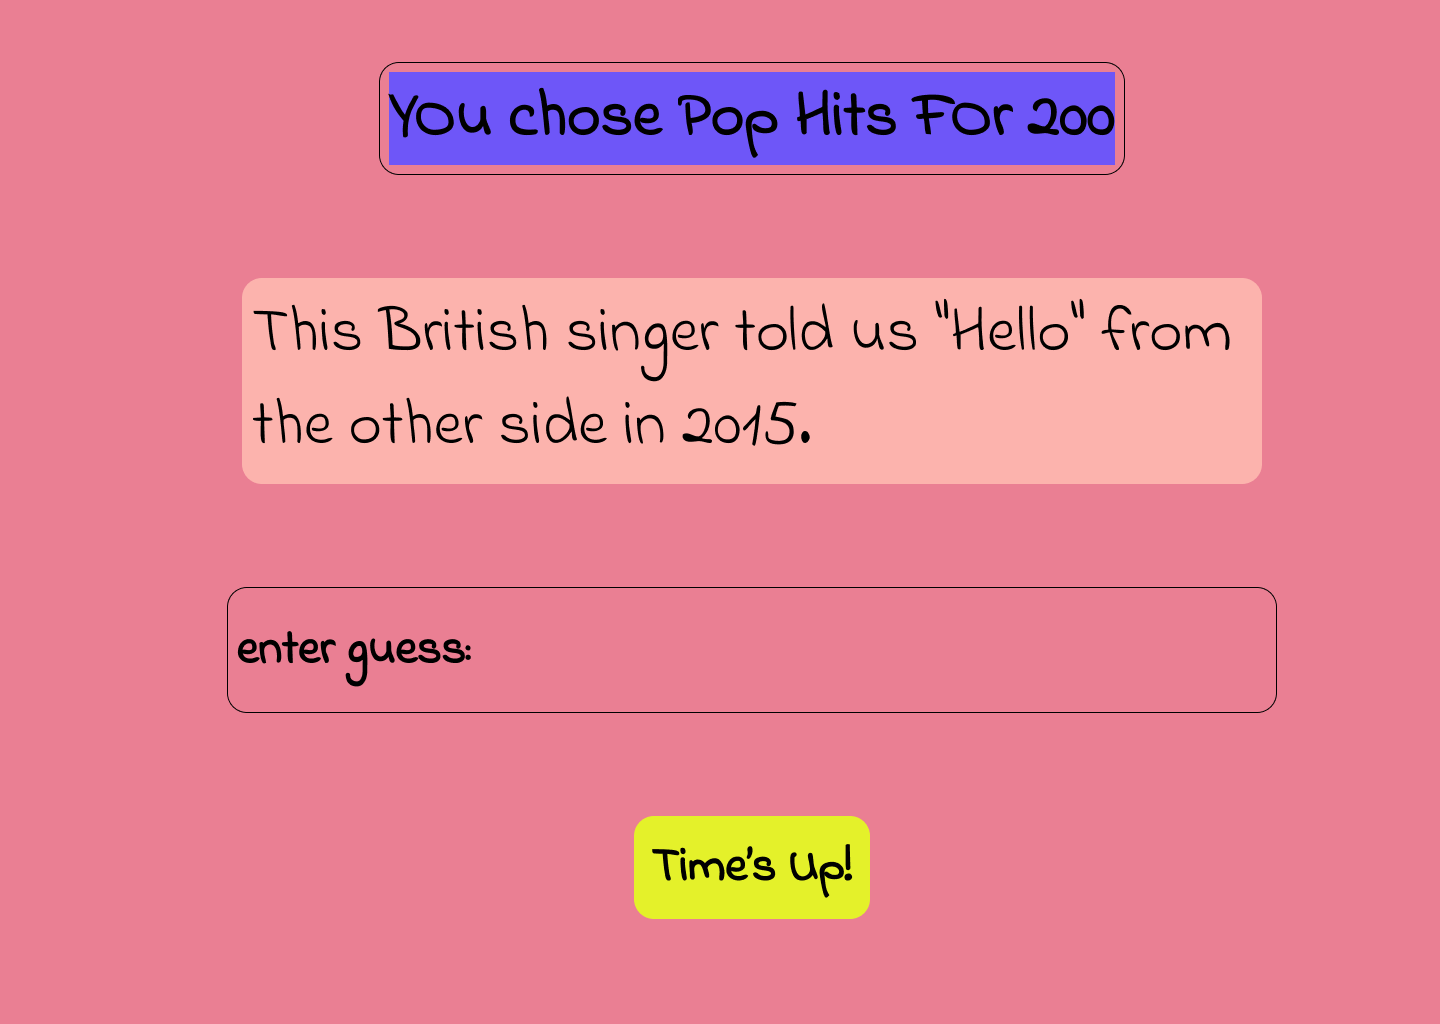 YOu chose Pop Hits FOr 200
This British singer told us "Hello" from
the other side in 2015.
enter guess:
Time's Up!